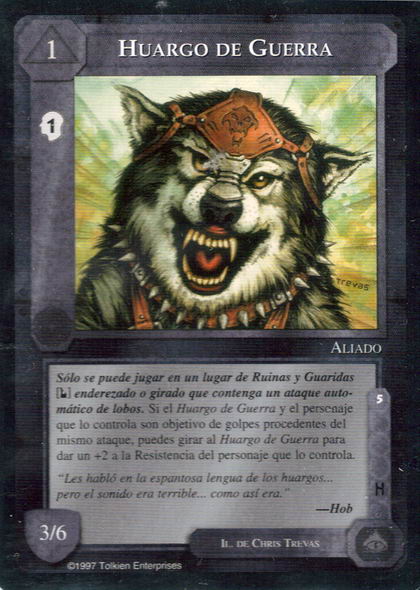 1
HUARGO DE GUERRA
1
Trevas
ALIADO
Sólo se puede jugar en un lugar de Ruinas y Guaridas
[ ] enderezado o girado que contenga un ataque auto-
mático de lobos. Si el Huargo de Guerra y el personaje
que lo controla son objetivo de golpes procedentes del
mismo ataque, puedes girar al Huargo de Guerra para
dar un +2 a la Resistencia del personaje que lo controla.
“Les habló en la espantosa lengua de los huargos...
pero el sonido era terrible... como así era.”
—Hob
5
H
3/6
IL. DE CHRIS TREVAS
©1997 Tolkien Enterprises